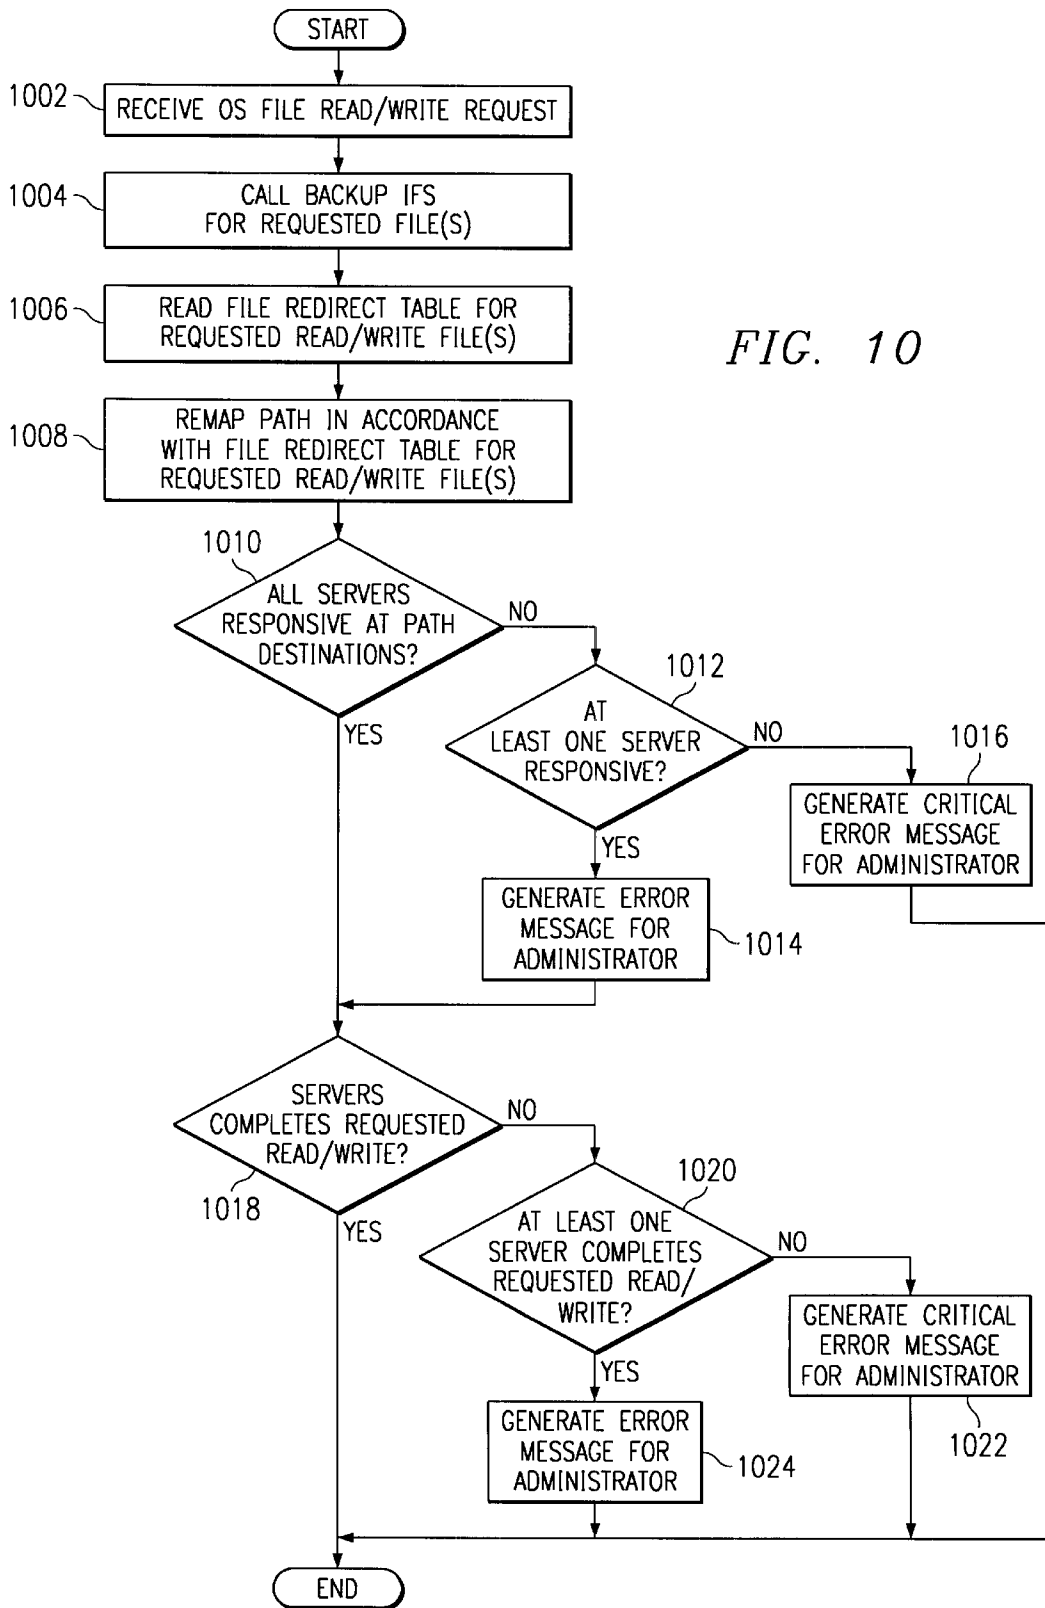 START
1002
RECEIVE OS FILE READ/WRITE REQUEST
1004
CALL BACKUP IFS
FOR REQUESTED FILE(S)
1006
READ FILE REDIRECT TABLE FOR
REQUESTED READ/WRITE FILE(S)
FIG. 10
1008
REMAP PATH IN ACCORDANCE
WITH FILE REDIRECT TABLE FOR
REQUESTED READ/WRITE FILE(S)
1010
ALL SERVERS
RESPONSIVE AT PATH
DESTINATIONS?
NO
YES
1012
AT
LEAST ONE SERVER
RESPONSIVE?
NO
YES
1016
GENERATE CRITICAL
ERROR MESSAGE
FOR ADMINISTRATOR
GENERATE ERROR
MESSAGE FOR
ADMINISTRATOR
1014
SERVERS
COMPLETES REQUESTED
READ/WRITE?
NO
1018
YES
1020
AT LEAST ONE
SERVER COMPLETES
REQUESTED READ/
WRITE?
NO
YES
GENERATE CRITICAL
ERROR MESSAGE
FOR ADMINISTRATOR
1022
GENERATE ERROR
MESSAGE FOR
ADMINISTRATOR
1024
END